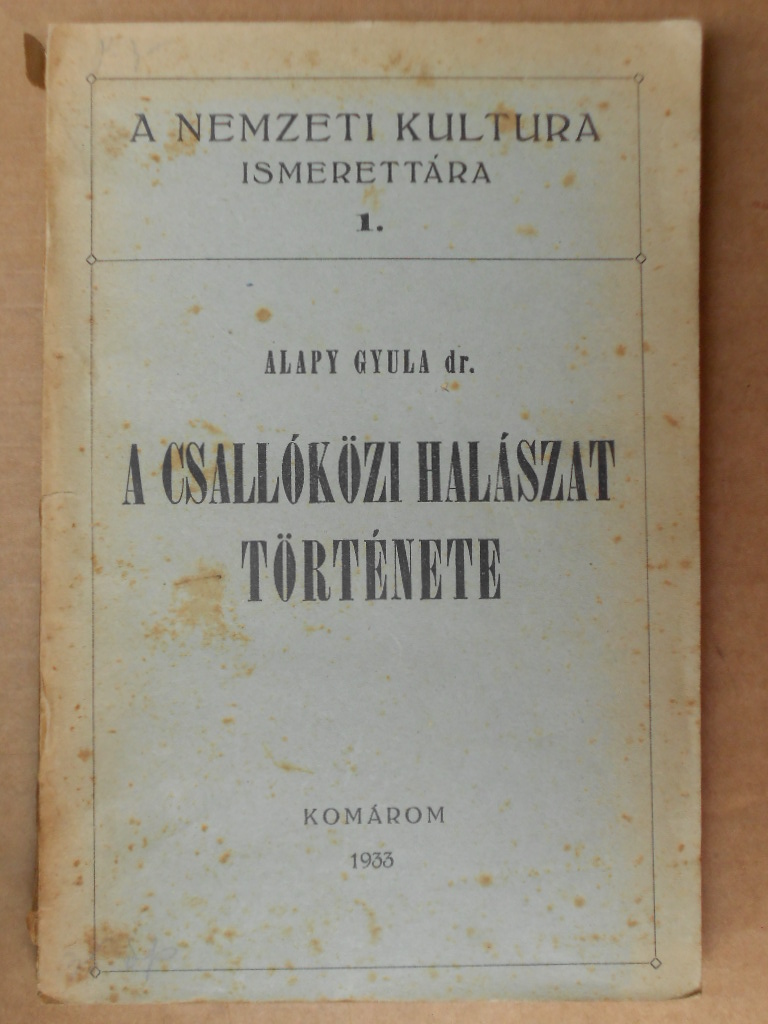 A NEMZETI KULTURA
ISMERETTÁRA
1.
ALAPY GYULA dr.
A CSALLÓKÖZI HALÁSZAT
TÖRTÉNETE
KOMÁROM
1933